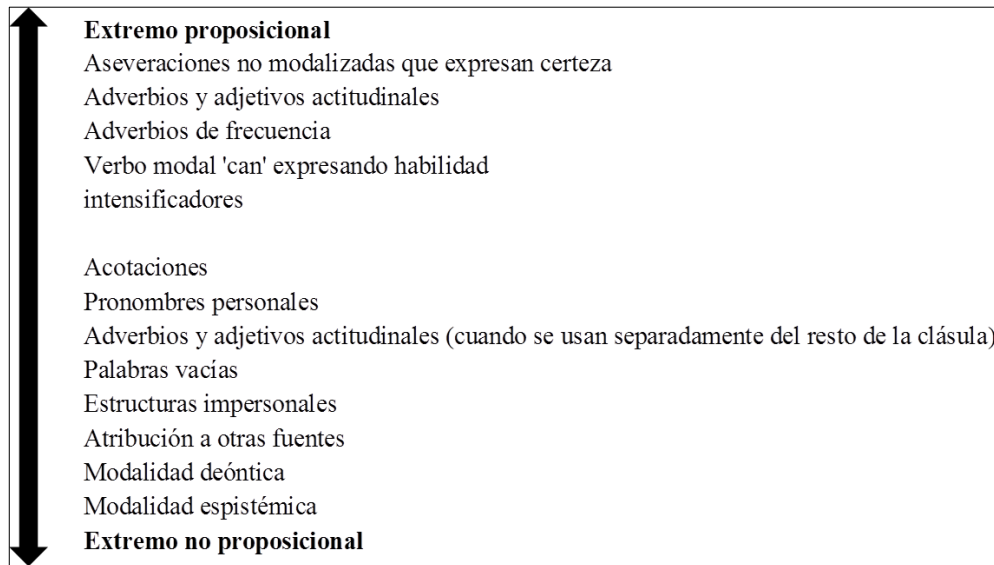 Extremo proposicional
Aseveraciones no modalizadas que expresan certeza
Adverbios y adjetivos actitudinales
Adverbios de frecuencia
Verbo modal 'can' expresando habilidad
intensificadores
Acotaciones
Pronombres personales
Adverbios y adjetivos actitudinales (cuando se usan separadamente del resto de la clásula)
Palabras vacías
Estructuras impersonales
Atribución a otras fuentes
Modalidad deóntica
Modalidad espistémica
Extremo no proposicional